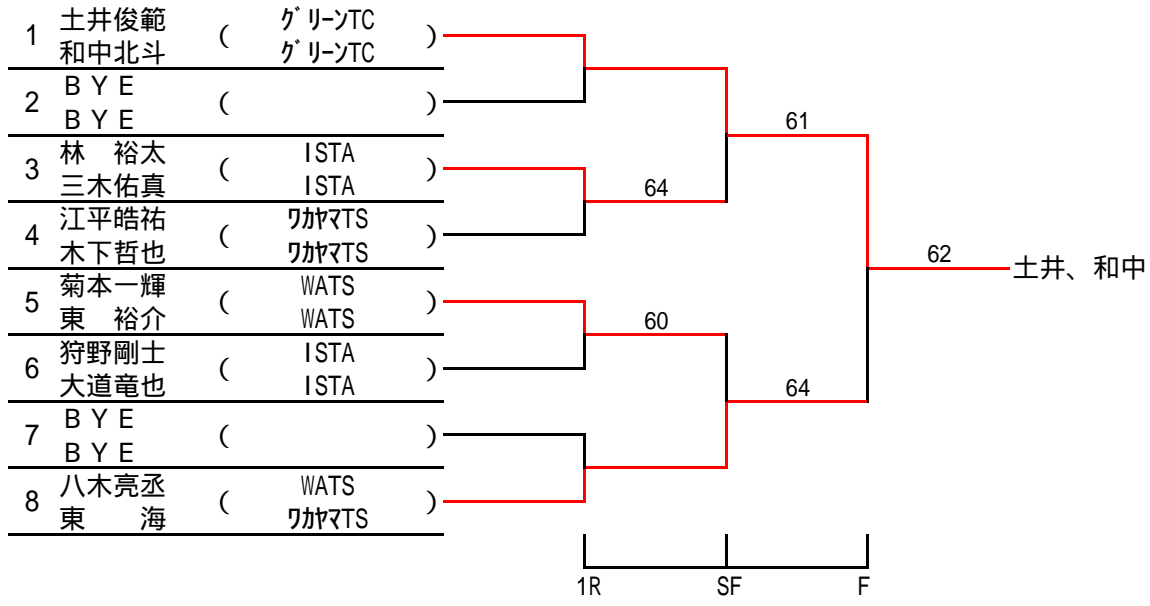 1 土井俊範 ( ｸﾞﾘｰﾝTC )
和中北斗 ｸﾞﾘｰﾝTC
2 ＢＹＥ ( )
ＢＹＥ
61
3 林　裕太 ( ISTA )
三木佑真 ISTA
64
4 江平皓祐 ( ﾜｶﾔﾏTS )
木下哲也 ﾜｶﾔﾏTS
62
土井、和中
5 菊本一輝 ( WATS )
東　裕介 WATS
60
6 狩野剛士 ( ISTA )
大道竜也 ISTA
64
7 ＢＹＥ ( )
ＢＹＥ
8 八木亮丞 ( WATS )
東　　海 ﾜｶﾔﾏTS
1R SF F